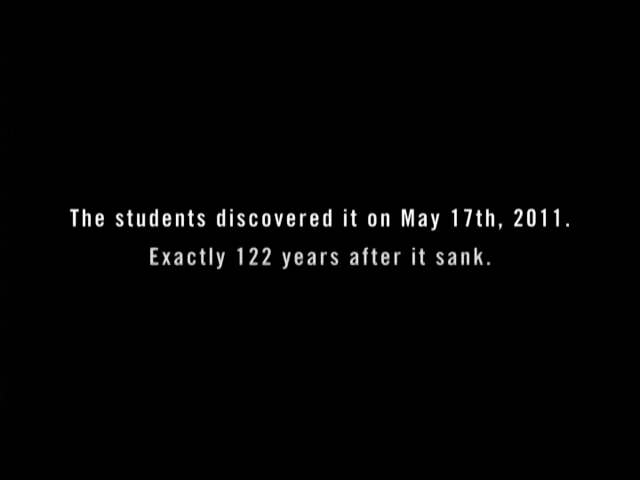 The students discovered it on May 17th, 2011.
Exactly 122 years after it sank.